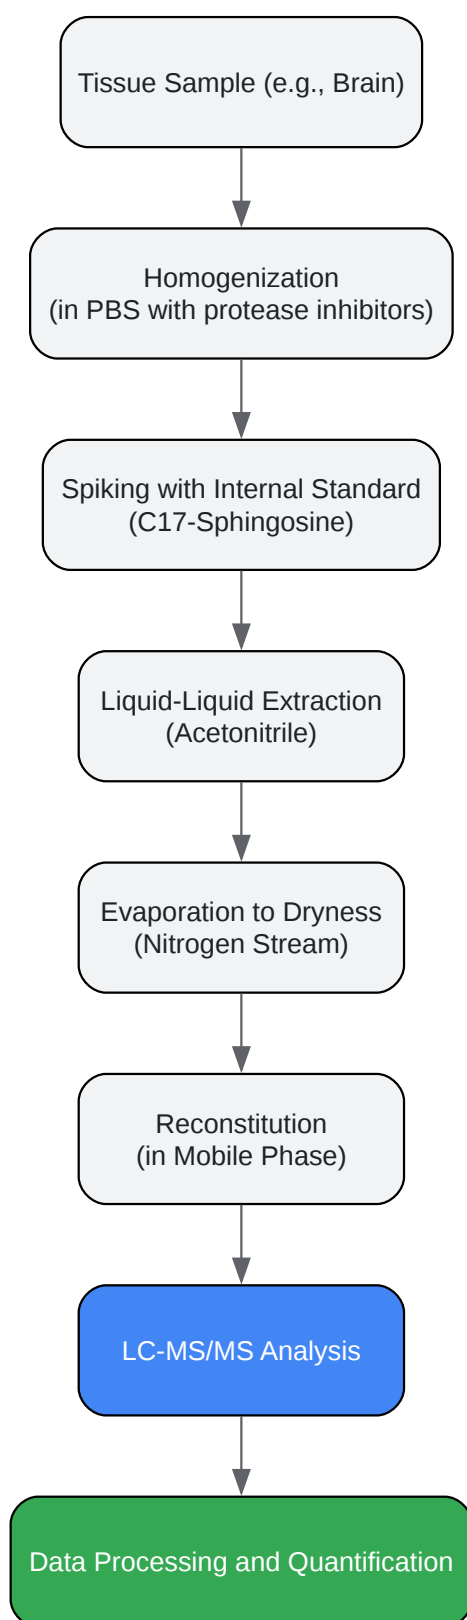 Tissue Sample (e.g., Brain)
Homogenization
(in PBS with protease inhibitors)
Spiking with Internal Standard
(C17-Sphingosine)
Liquid-Liquid Extraction
(Acetonitrile)
Evaporation to Dryness
(Nitrogen Stream)
Reconstitution
(in Mobile Phase)
LC-MS/MS Analysis
Data Processing and Quantification